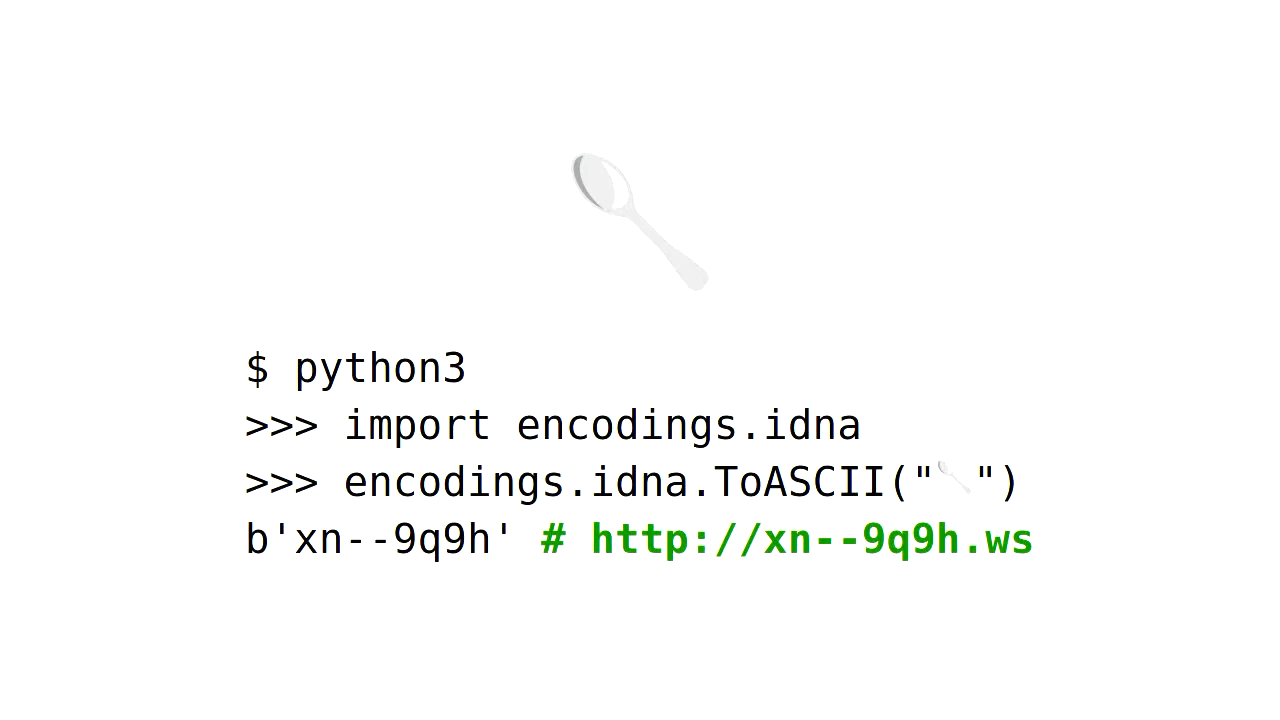 $ python3
>>> import encodings.idna
>>> encodings.idna.ToASCII("🥄")
b'xn--9q9h' # http://xn--9q9h.ws